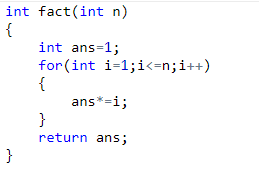 int fact(int n)
{
    int ans=1;
    for(int i=1;i<=n;i++)
    {
        ans*=i;
    }
    return ans;
}